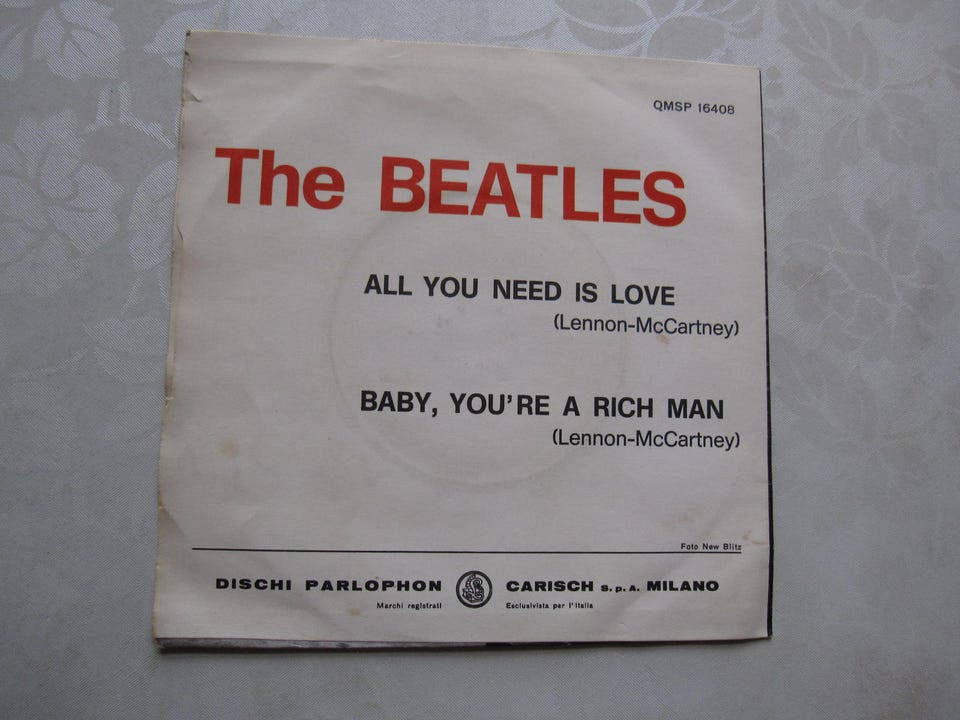 QMSP 16408
The BEATLES
ALL YOU NEED IS LOVE
(Lennon-McCartney)
BABY, YOU'RE A RICH MAN
(Lennon-McCartney)
Foto New Blitz
DISCHI PARLOPHON CARISCH S.p.A. MILANO
Marchi registrati Esclusivista per l'Italia